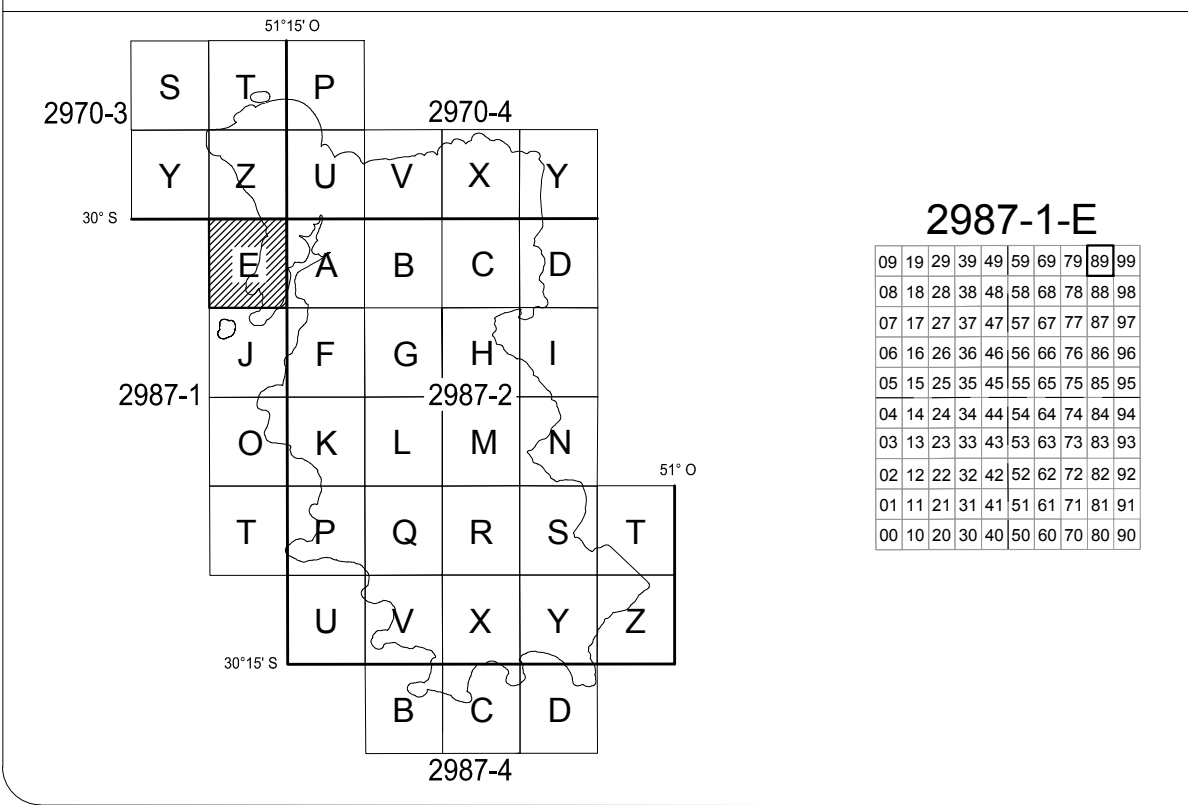 51°15' O
S T P
2970-3
2970-4
Y Z U V X Y
30° S
E A B C D
J F G H I
2987-1
2987-2
O K L M N
51° O
T P Q R S T
U V X Y Z
30°15' S
B C D
2987-4
2987-1-E
09 19 29 39 49 59 69 79 89 99
08 18 28 38 48 58 68 78 88 98
07 17 27 37 47 57 67 77 87 97
06 16 26 36 46 56 66 76 86 96
05 15 25 35 45 55 65 75 85 95
04 14 24 34 44 54 64 74 84 94
03 13 23 33 43 53 63 73 83 93
02 12 22 32 42 52 62 72 82 92
01 11 21 31 41 51 61 71 81 91
00 10 20 30 40 50 60 70 80 90